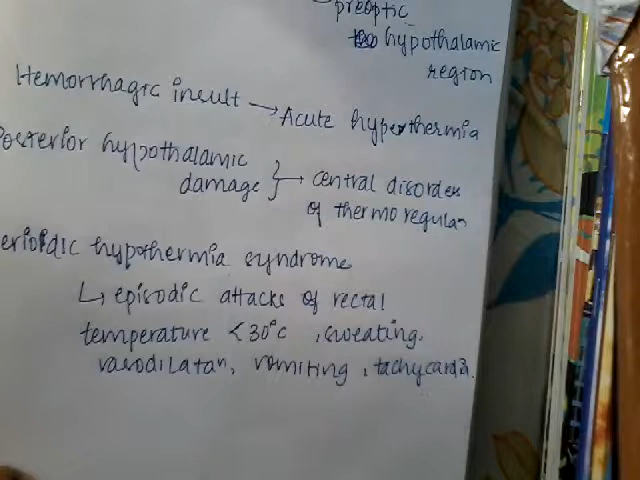 preoptic
hypothalamic
region
Hemorrhagic insult → Acute hyperthermia
Posterior hypothalamic
damage } → central disorder
of thermoregulan
erioidic hypothermia syndrome
↳ episodic attacks of rectal
temperature < 30°c , sweating,
vasodilatan, vomiting , tachycardia.